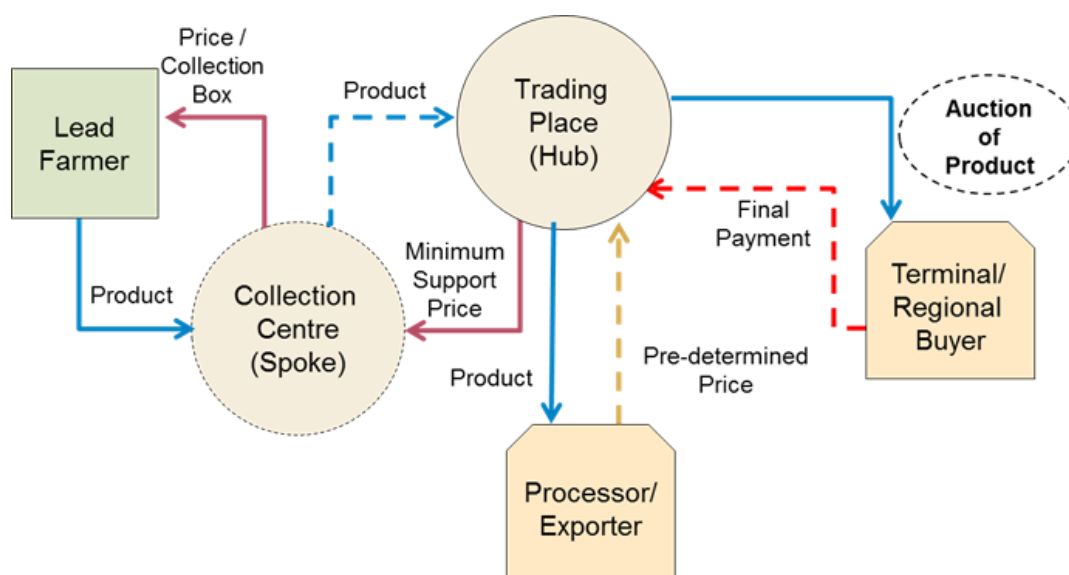 Price /
Collection
Box
Lead
Farmer
Product
Trading
Place
(Hub)
Auction
of
Product
Product
Collection
Centre
(Spoke)
Minimum
Support
Price
Final
Payment
Terminal/
Regional
Buyer
Product
Pre-determined
Price
Processor/
Exporter